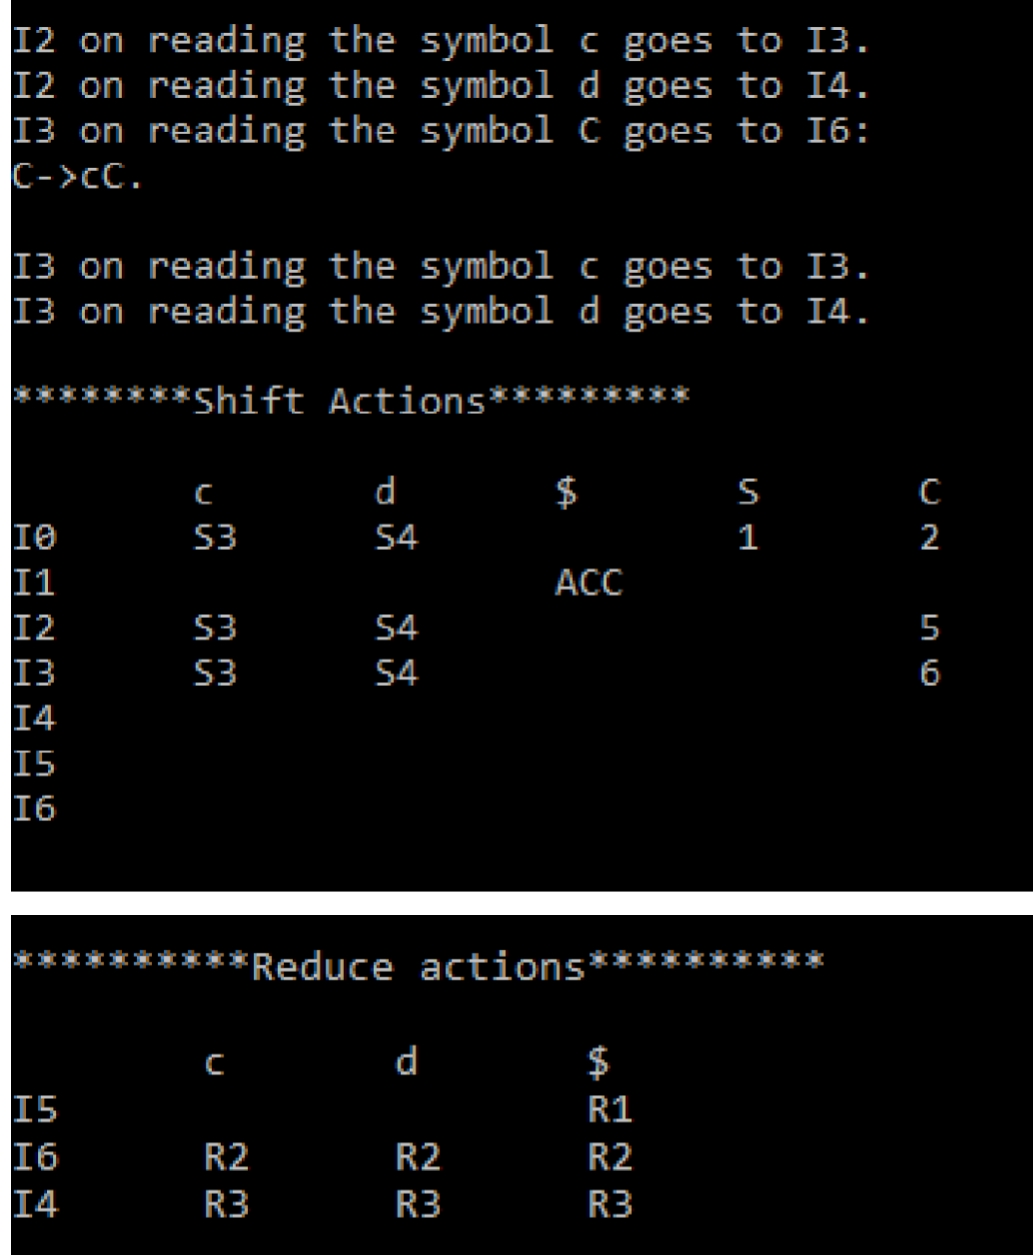 I2 on reading the symbol c goes to I3.
I2 on reading the symbol d goes to I4.
I3 on reading the symbol C goes to I6:
C->cC.
I3 on reading the symbol c goes to I3.
I3 on reading the symbol d goes to I4.
********Shift Actions*********
c d $ S C
I0 S3 S4 1 2
I1 ACC
I2 S3 S4 5
I3 S3 S4 6
I4
I5
I6
**********Reduce actions**********
c d $
I5 R1
I6 R2 R2 R2
I4 R3 R3 R3